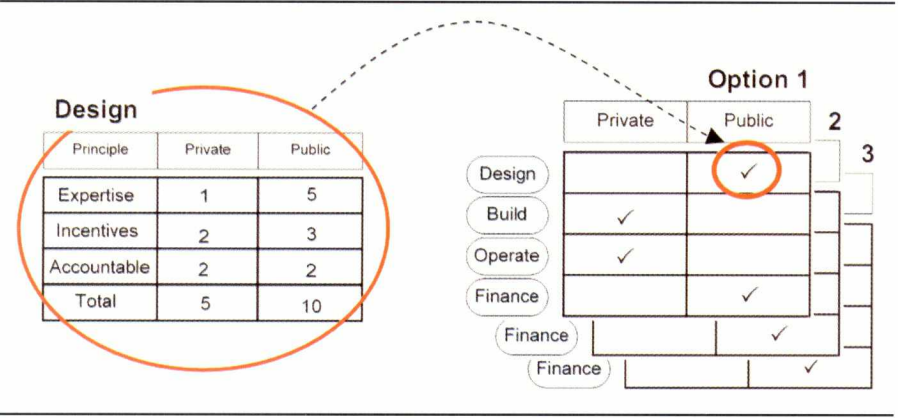 Design
Principle Private Public
Expertise 1 5
Incentives 2 3
Accountable 2 2
Total 5 10
Option 1
Private Public 2
3
Design ✓
Build ✓
Operate ✓
Finance ✓
Finance ✓
Finance ✓